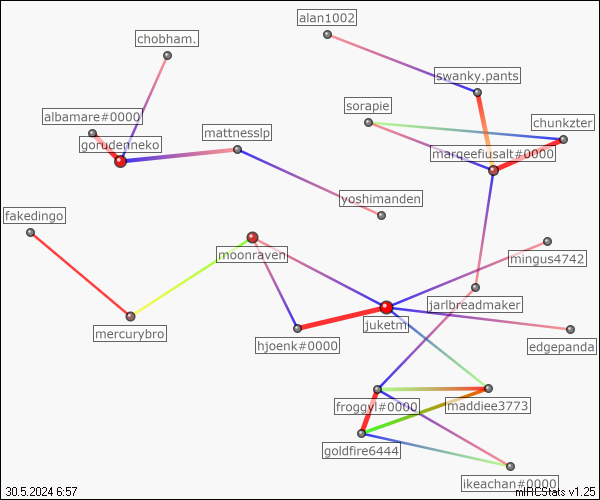 alan1002
chobham.
swanky.pants
sorapie
albamare#0000
chunkzter
mattnesslp
gorudenneko
marqeefiusalt#0000
yoshimanden
fakedingo
moonraven
mingus4742
jarlbreadmaker
juketm
mercurybro
hjoenk#0000
edgepanda
froggyl#0000
maddiee3773
goldfire6444
ikeachan#0000
30.5.2024 6:57
mIRCStats v1.25